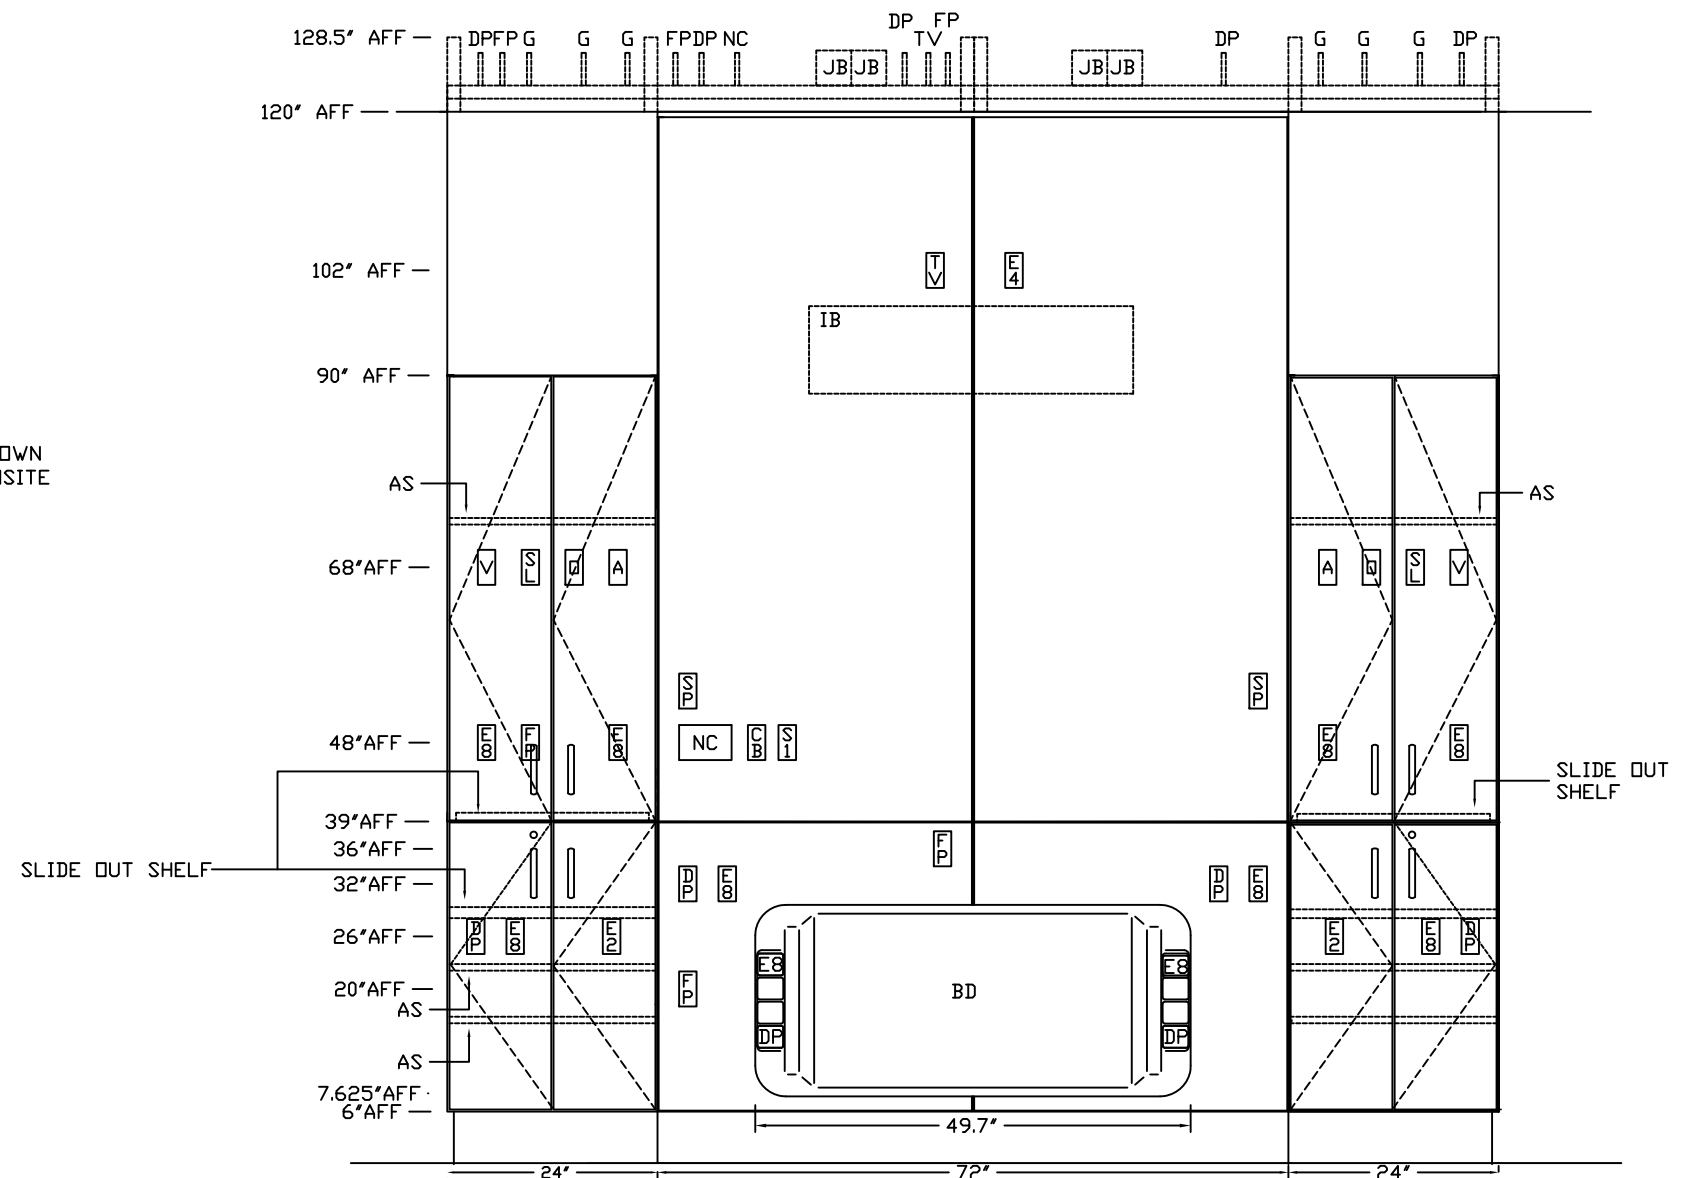 DP FP
128.5" AFF DP FP G G G FP DP NC TV DP G G G DP
JB JB JB JB
120" AFF
102" AFF TV E4
IB
90" AFF
OWN
SITE
AS AS
68"AFF V SL O A A O SL V
SP SP
48"AFF E8 FP E8 NC CB S1 E8 E8
SLIDE OUT
SHELF
39"AFF
36"AFF FP
SLIDE OUT SHELF
32"AFF DP E8 DP E8
26"AFF DP E8 E2 E2 E8 DP
E8 E8
20"AFF FP BD
AS
DP DP
AS
7.625"AFF
6"AFF
49.7"
24" 72" 24"